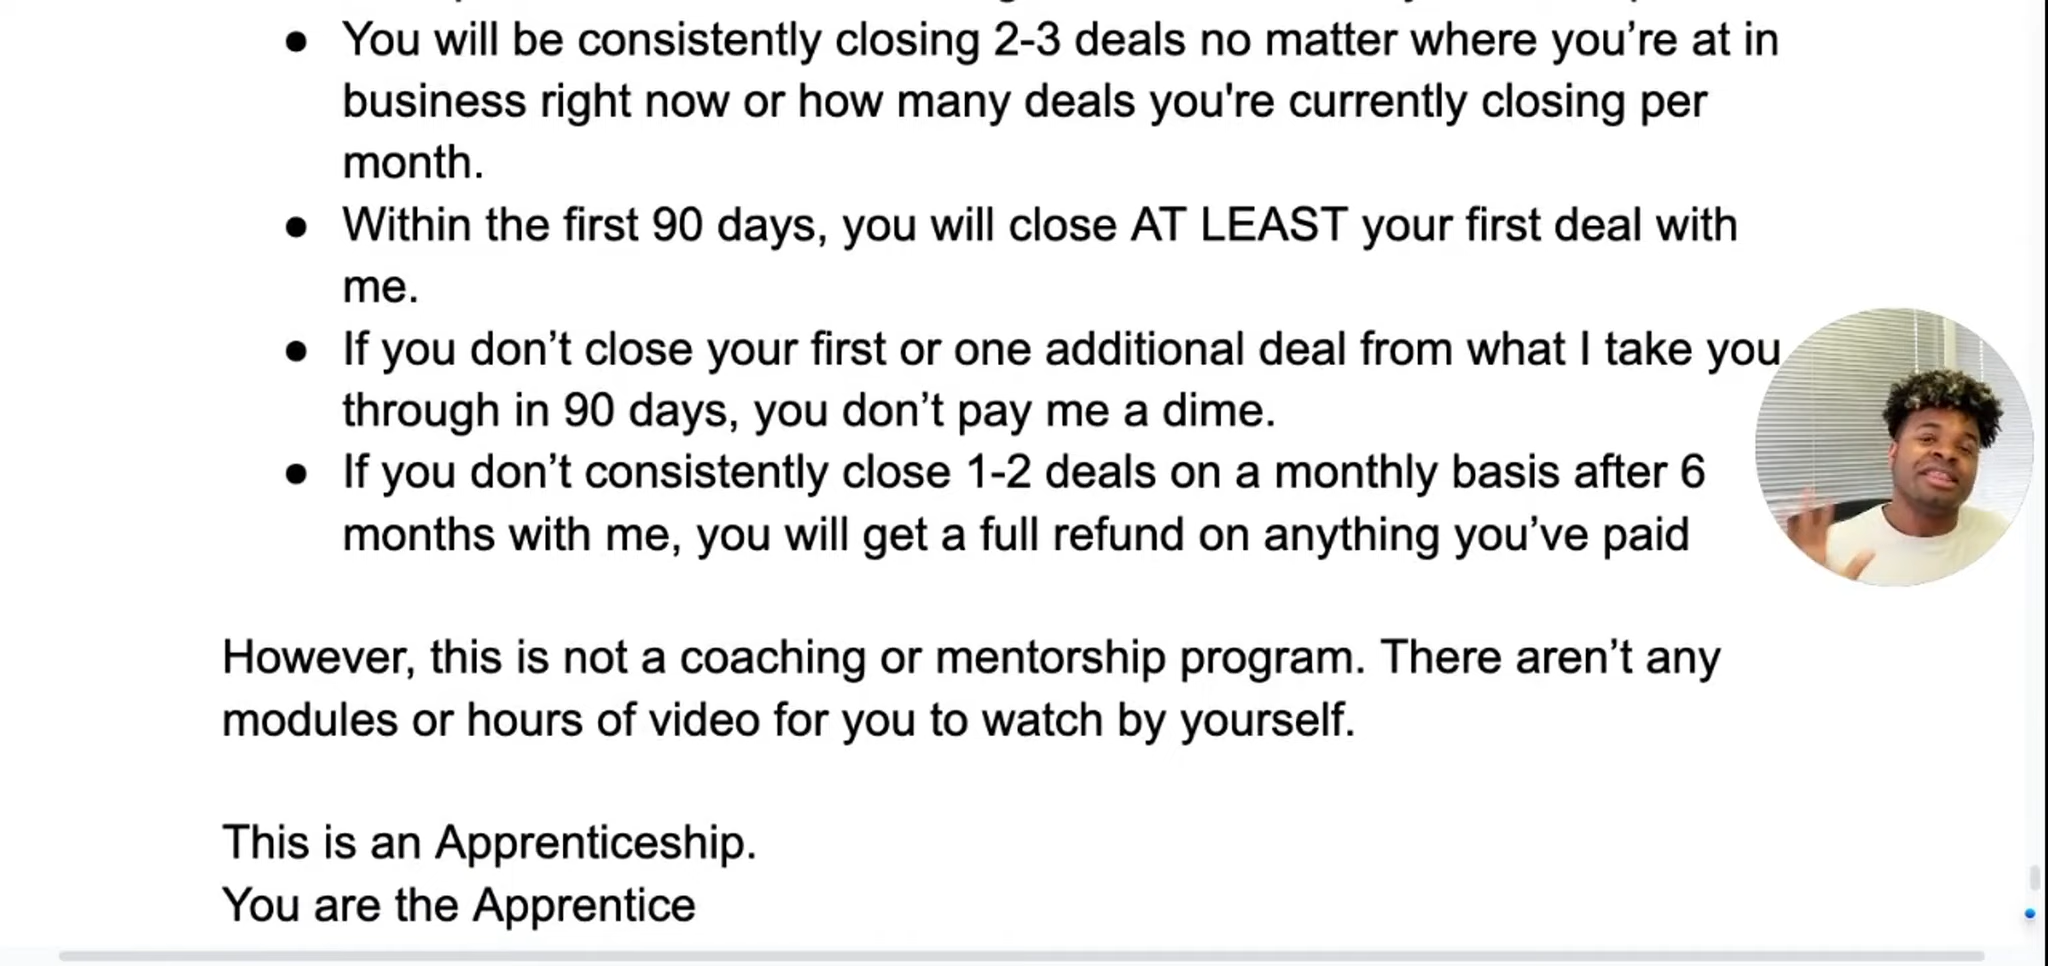 ● You will be consistently closing 2-3 deals no matter where you’re at in
business right now or how many deals you're currently closing per
month.
● Within the first 90 days, you will close AT LEAST your first deal with
me.
● If you don’t close your first or one additional deal from what I take you
through in 90 days, you don’t pay me a dime.
● If you don’t consistently close 1-2 deals on a monthly basis after 6
months with me, you will get a full refund on anything you’ve paid
However, this is not a coaching or mentorship program. There aren’t any
modules or hours of video for you to watch by yourself.
This is an Apprenticeship.
You are the Apprentice